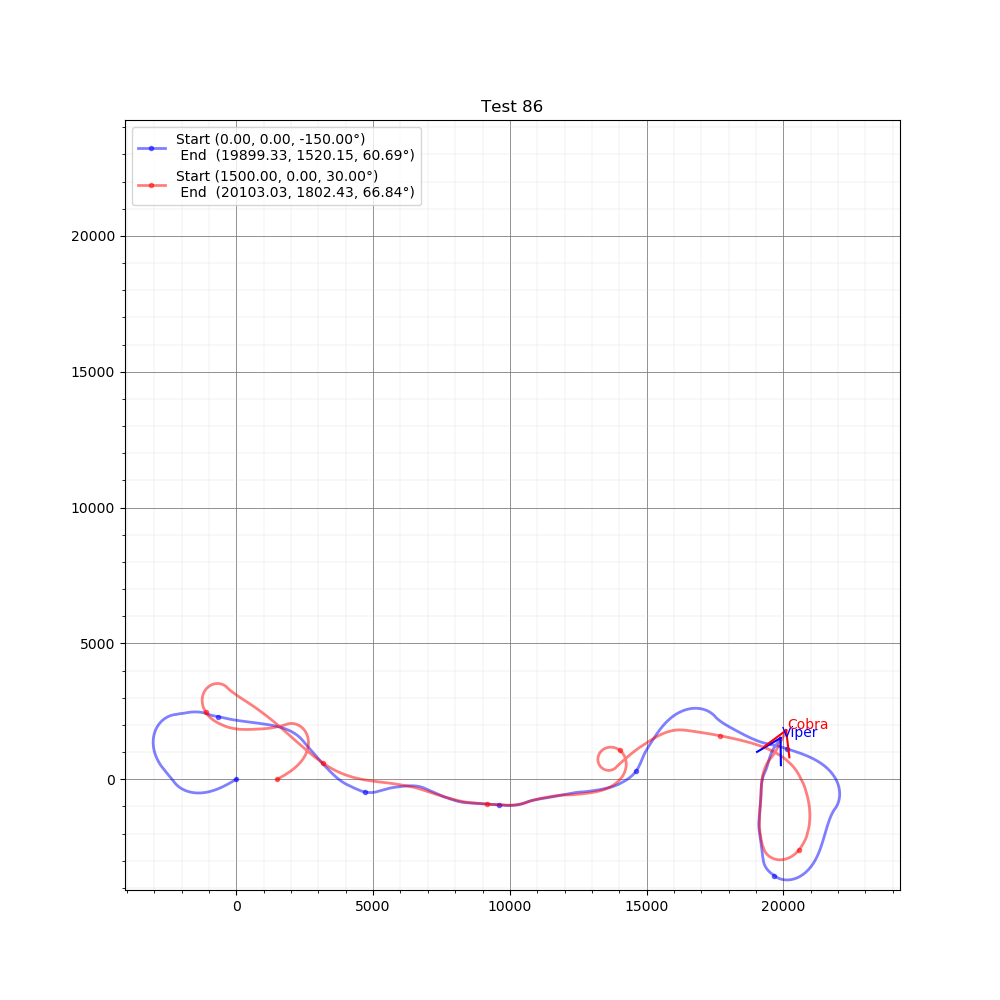 Test 86
Start (0.00, 0.00, -150.00°)
End (19899.33, 1520.15, 60.69°)
Start (1500.00, 0.00, 30.00°)
End (20103.03, 1802.43, 66.84°)
20000
15000
10000
5000
0
Cobra
Viper
0
5000
10000
15000
20000